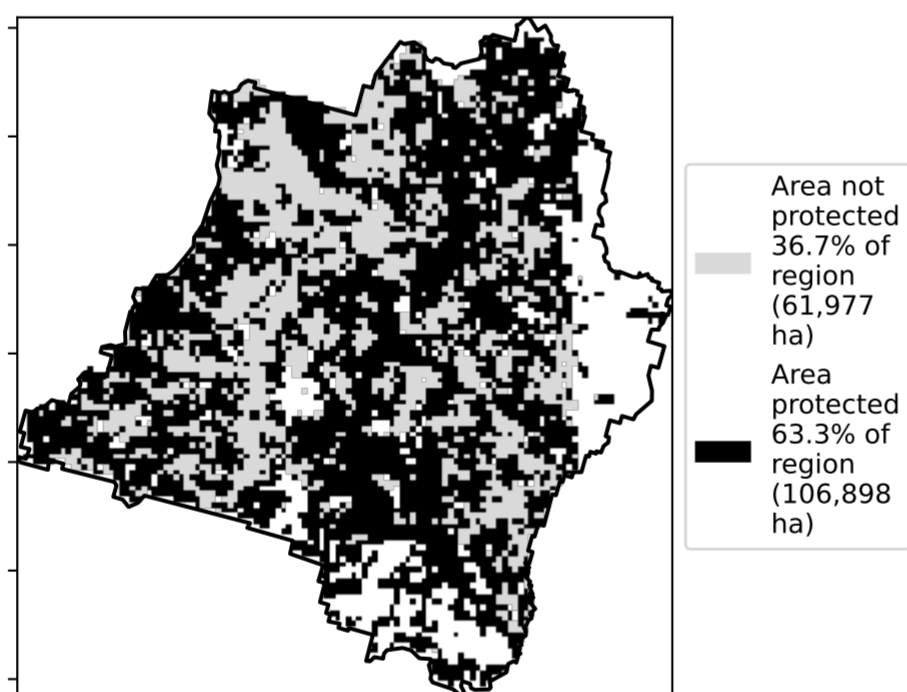 Area not
protected
36.7% of
region
(61,977
ha)
Area
protected
63.3% of
region
(106,898
ha)